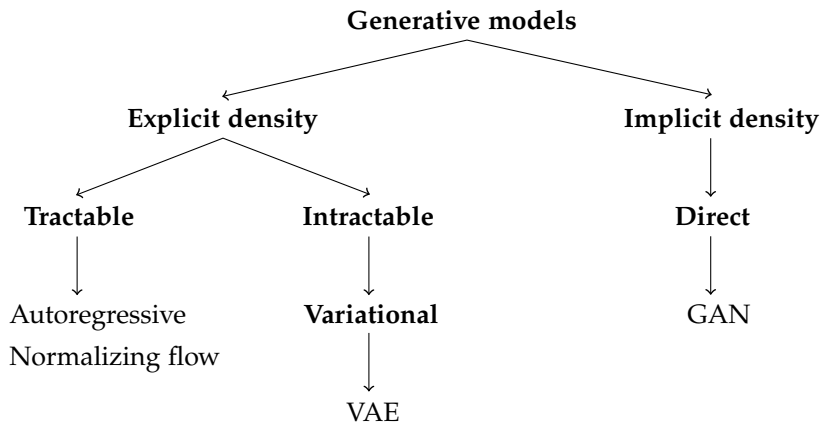 Generative models
Explicit density
Implicit density
Tractable
Intractable
Direct
Autoregressive
Normalizing flow
Variational
GAN
VAE